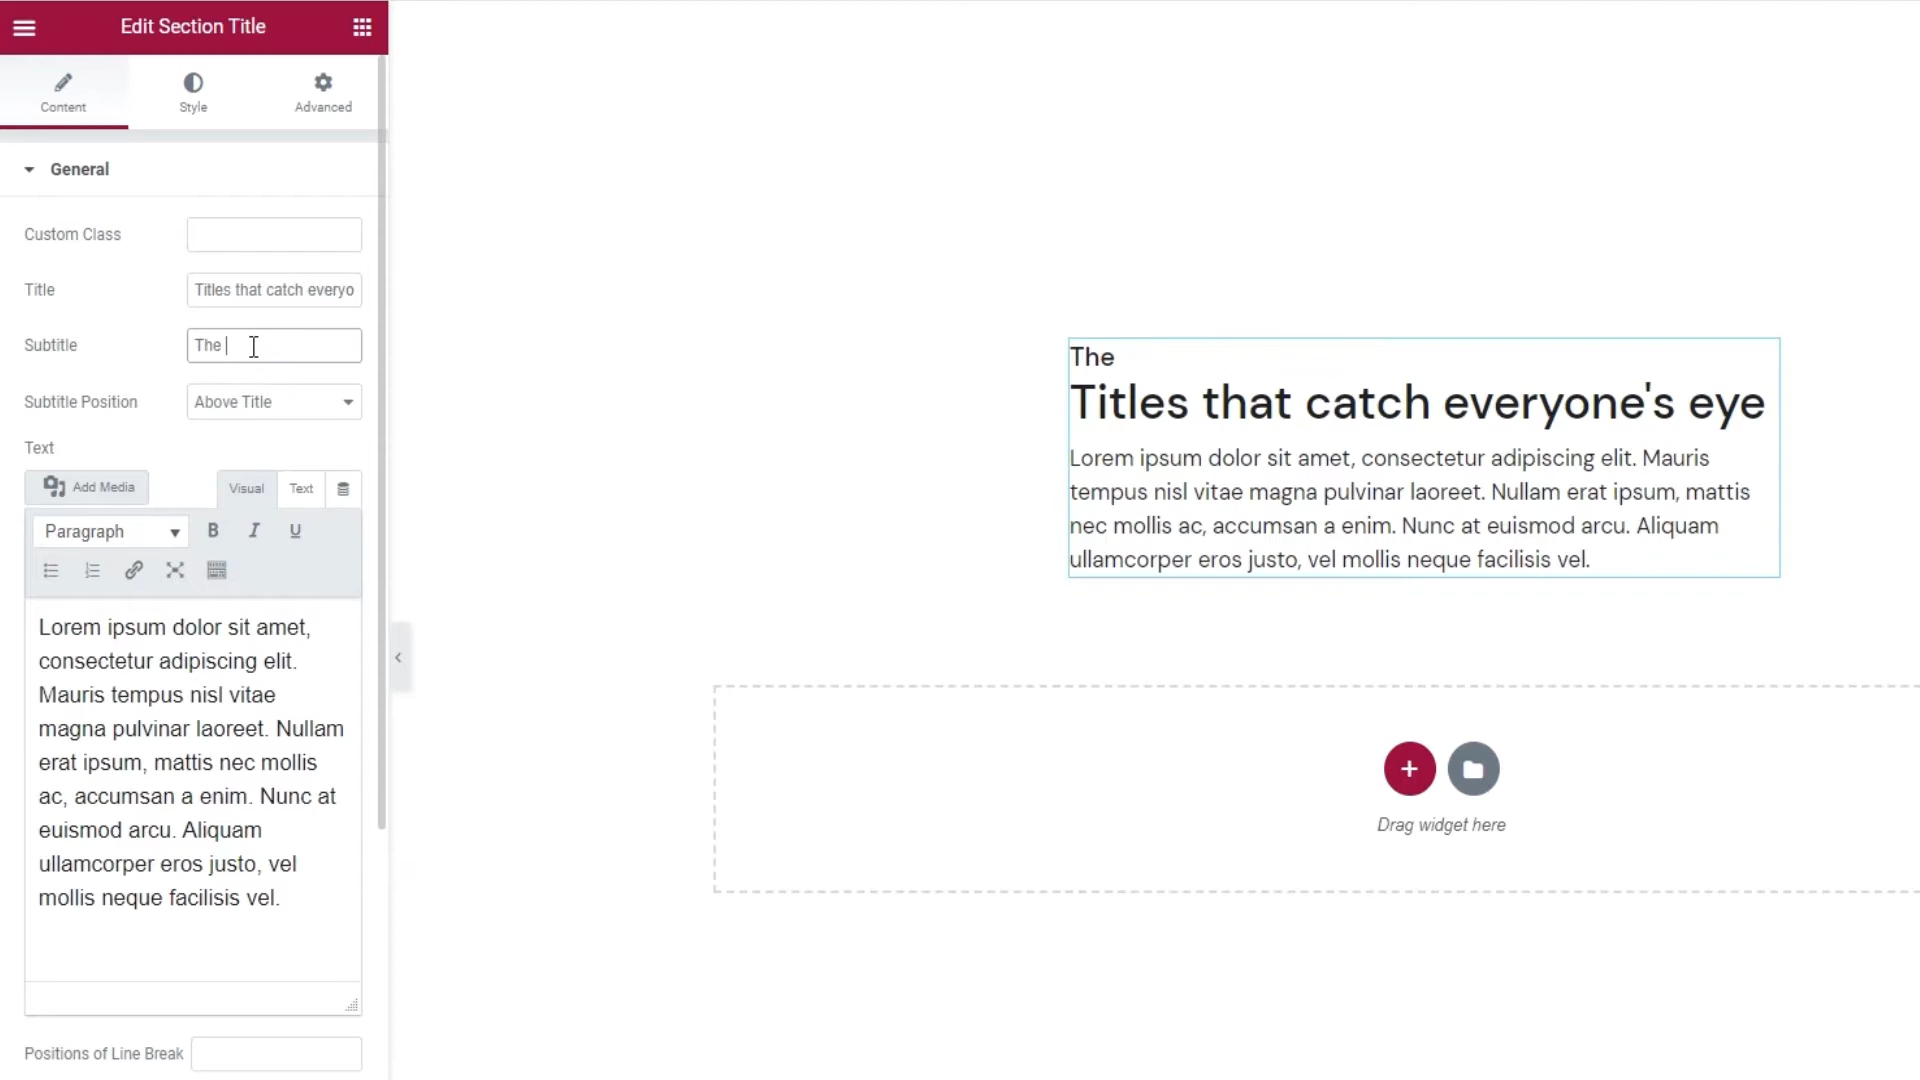 Edit Section Title
Content
Style
Advanced
General
Custom Class
Title
Titles that catch everyo
Subtitle
The
Subtitle Position
Above Title
Text
Add Media
Visual
Text
Paragraph
B
I
U
Lorem ipsum dolor sit amet,
consectetur adipiscing elit.
Mauris tempus nisl vitae
magna pulvinar laoreet. Nullam
erat ipsum, mattis nec mollis
ac, accumsan a enim. Nunc at
euismod arcu. Aliquam
ullamcorper eros justo, vel
mollis neque facilisis vel.
Positions of Line Break
The
Titles that catch everyone's eye
Lorem ipsum dolor sit amet, consectetur adipiscing elit. Mauris
tempus nisl vitae magna pulvinar laoreet. Nullam erat ipsum, mattis
nec mollis ac, accumsan a enim. Nunc at euismod arcu. Aliquam
ullamcorper eros justo, vel mollis neque facilisis vel.
Drag widget here